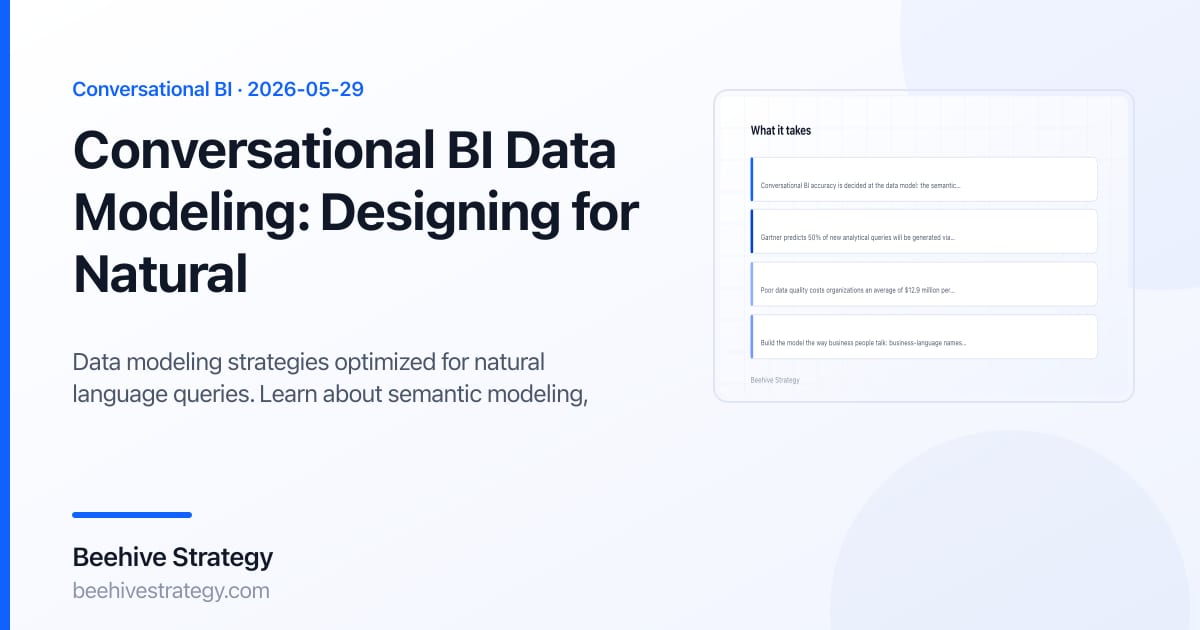 Conversational BI · 2026-05-29
Conversational BI Data
Modeling: Designing for
Natural
Data modeling strategies optimized for natural
language queries. Learn about semantic modeling,
Beehive Strategy
beehivestrategy.com
What it takes
Conversational BI accuracy is decided at the data model: the semantic...
Gartner predicts 50% of new analytical queries will be generated via...
Poor data quality costs organizations an average of $12.9 million per...
Build the model the way business people talk: business-language names...
Beehive Strategy